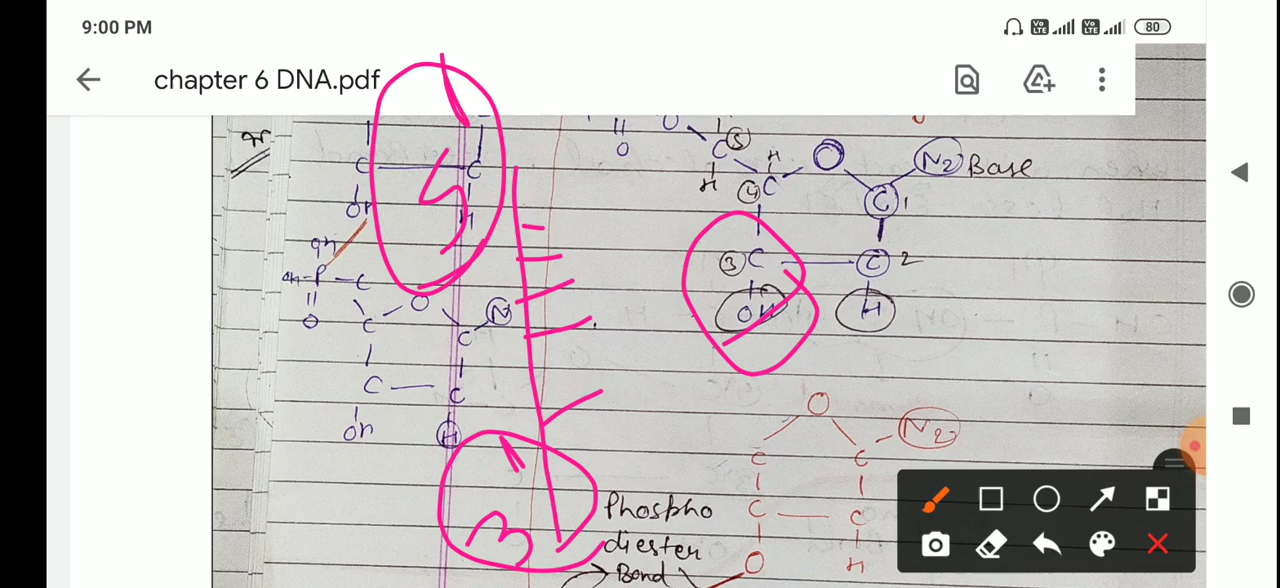 9:00 PM
80
chapter 6 DNA.pdf
O
C ⑤
H
H
④ C
O
N2 Base
C 1
③ C — C 2
OH
H
C — C
H
5
P — C
O
O
N
C
C
C — C
H
3
O
N2
C C
C — C
O
H
Phospho
diester
Bond